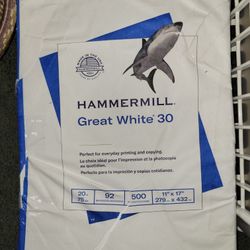 HAMMERMILL
Great White® 30
Perfect for everyday printing and copying.
Le choix idéal pour l'impression et la photocopie
au quotidien.
Perfecto para la impresión y copias cotidianas.
20 92 500 11" x 17"
75 279 x 432